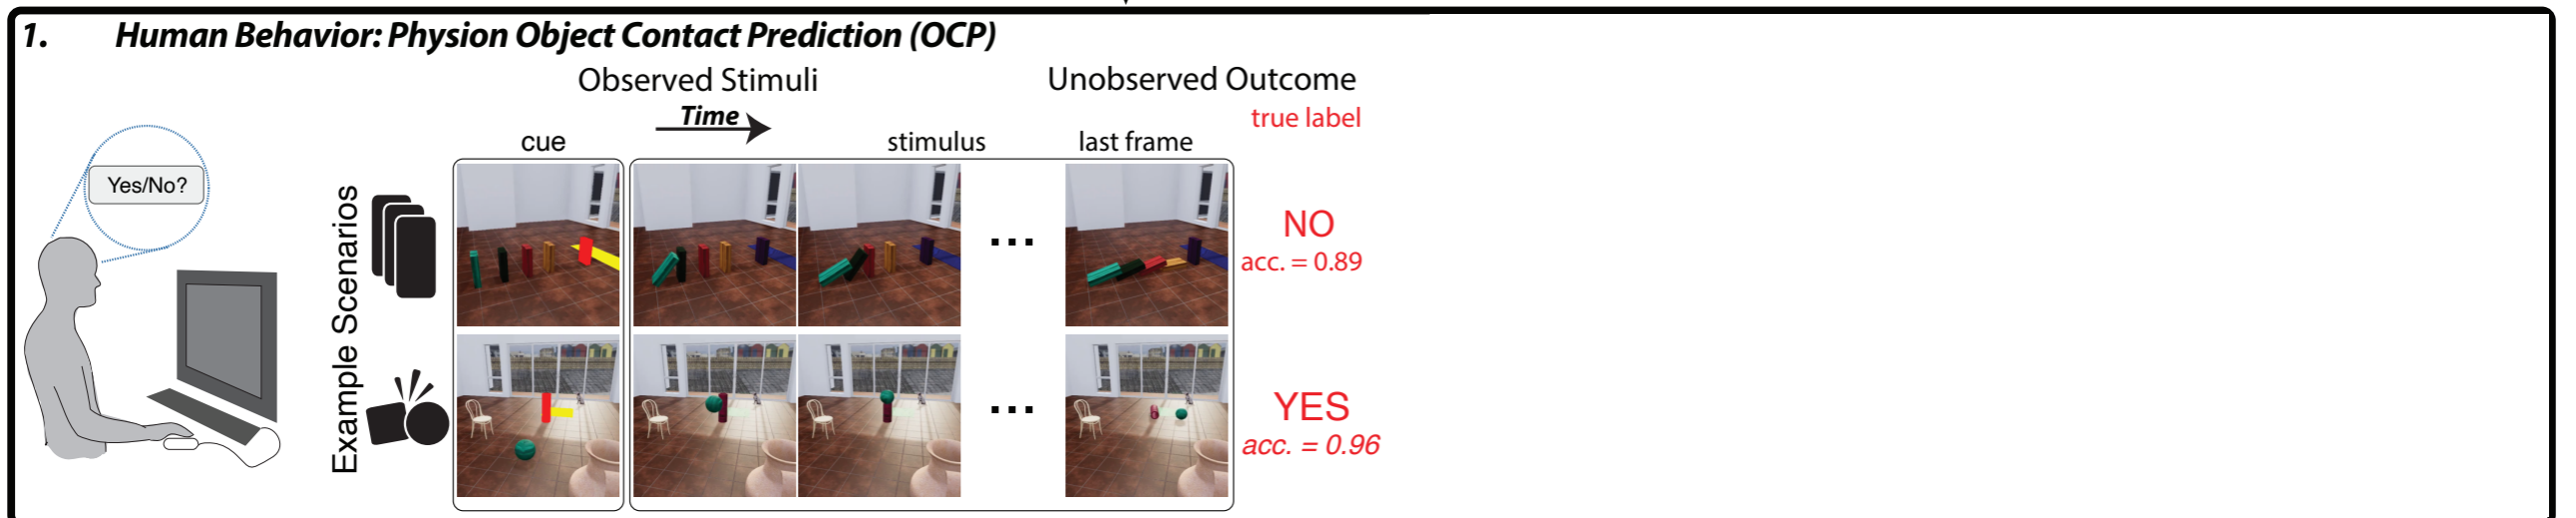 1. Human Behavior: Physion Object Contact Prediction (OCP)
Observed Stimuli
Unobserved Outcome
Time
true label
cue
stimulus
last frame
Yes/No?
Example Scenarios
...
NO
acc. = 0.89
...
YES
acc. = 0.96